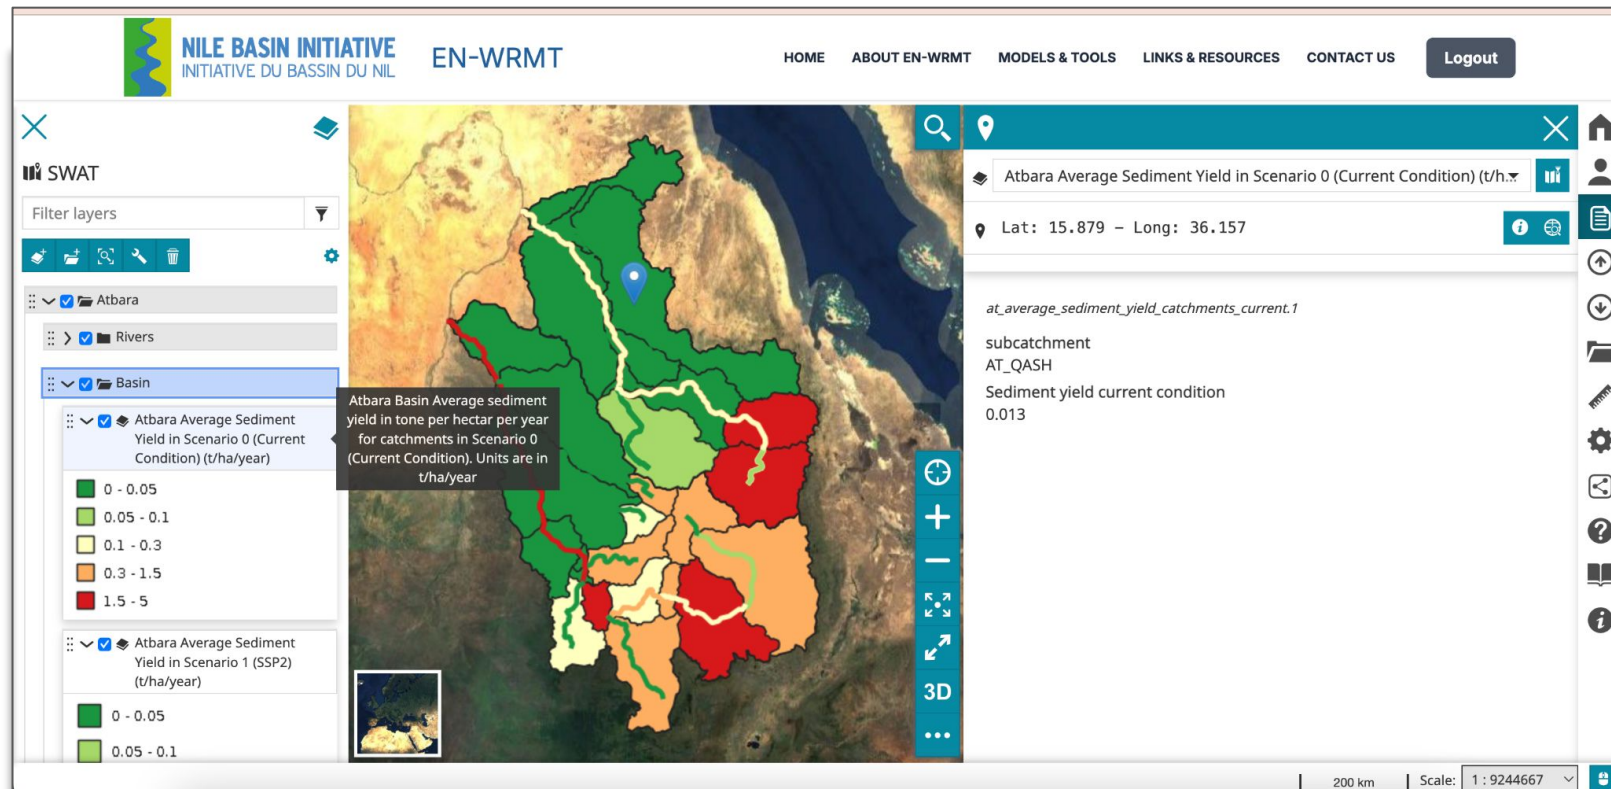 NILE BASIN INITIATIVE
INITIATIVE DU BASSIN DU NIL
EN-WRMT
HOME
ABOUT EN-WRMT
MODELS & TOOLS
LINKS & RESOURCES
CONTACT US
Logout
SWAT
Filter layers
Atbara
Rivers
Basin
Atbara Average Sediment
Yield in Scenario 0 (Current
Condition) (t/ha/year)
0 - 0.05
0.05 - 0.1
0.1 - 0.3
0.3 - 1.5
1.5 - 5
Atbara Average Sediment
Yield in Scenario 1 (SSP2)
(t/ha/year)
0 - 0.05
0.05 - 0.1
Atbara Basin Average sediment
yield in tone per hectar per year
for catchments in Scenario 0
(Current Condition). Units are in
t/ha/year
3D
Atbara Average Sediment Yield in Scenario 0 (Current Condition) (t/h...
Lat: 15.879 - Long: 36.157
at_average_sediment_yield_catchments_current.1
subcatchment
AT_QASH
Sediment yield current condition
0.013
200 km
Scale:
1 : 9244667